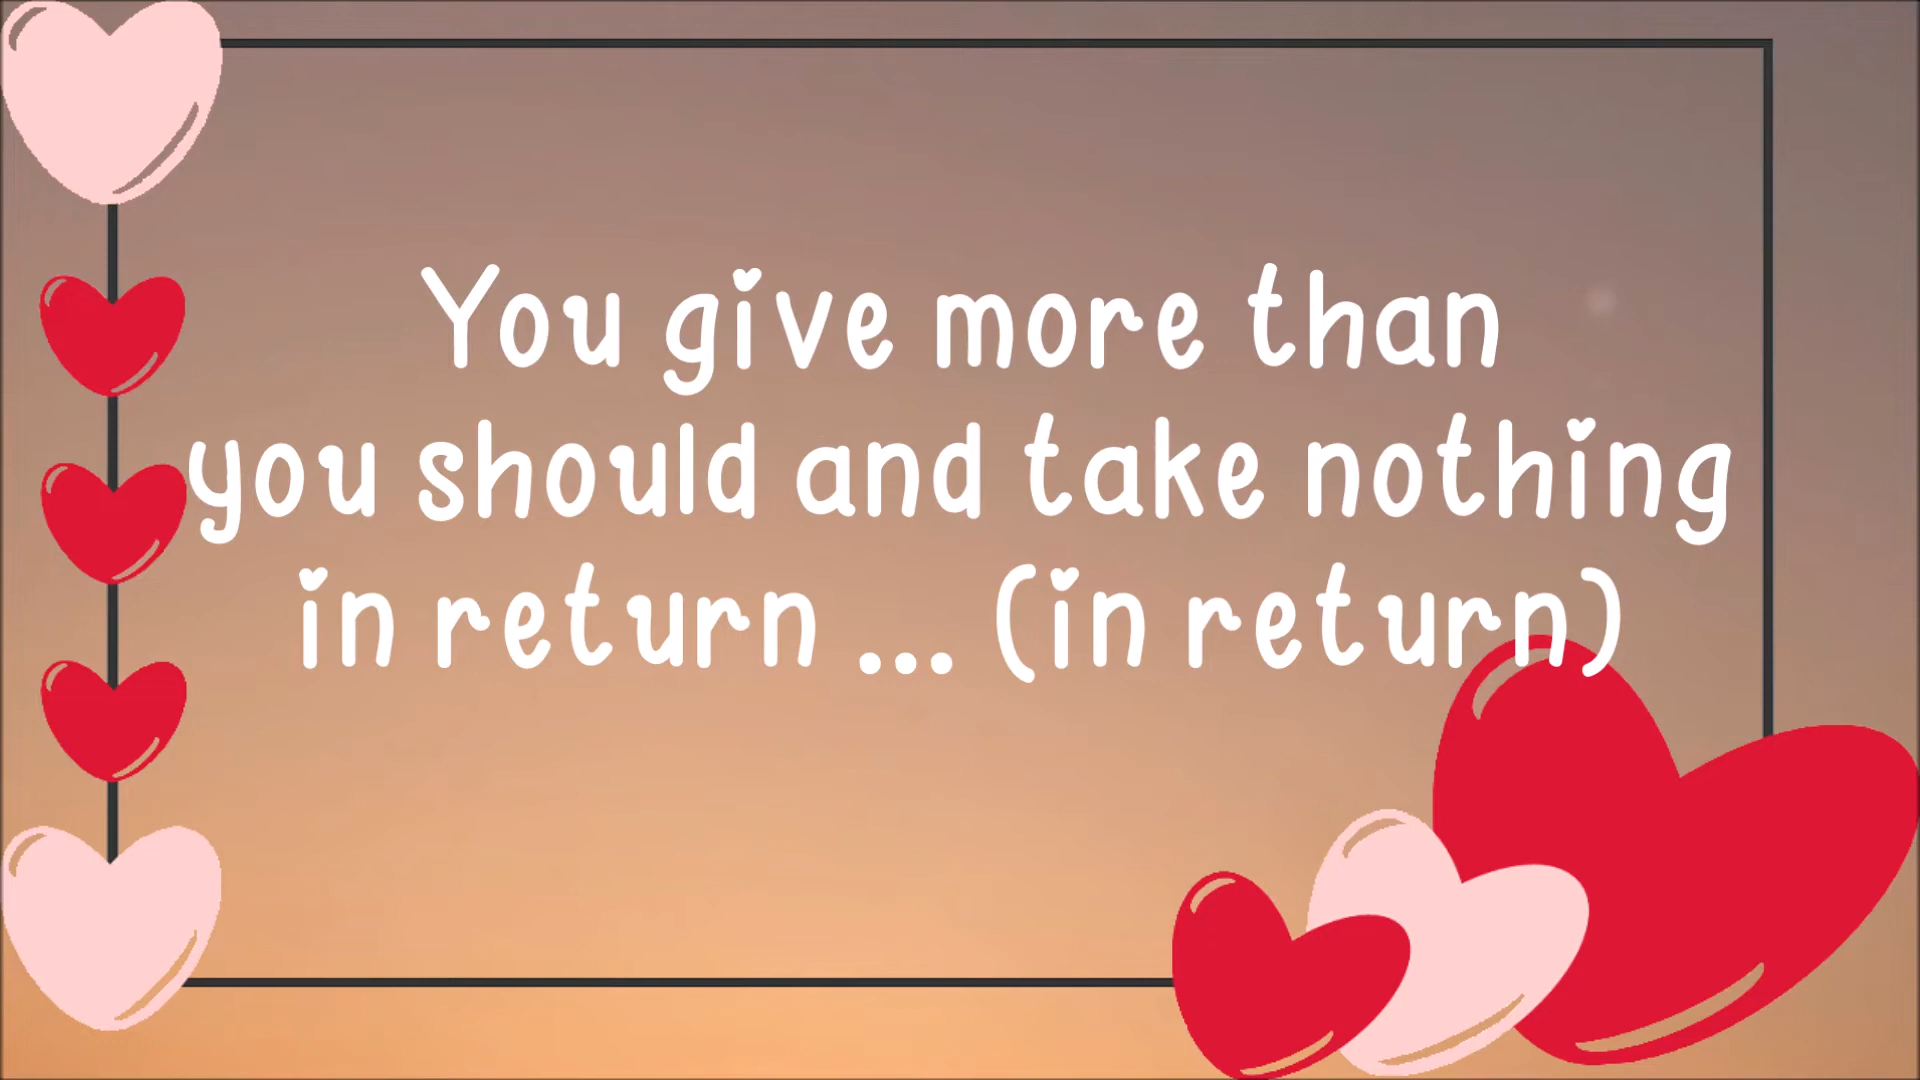 You give more than
you should and take nothing
in return ... (in return)